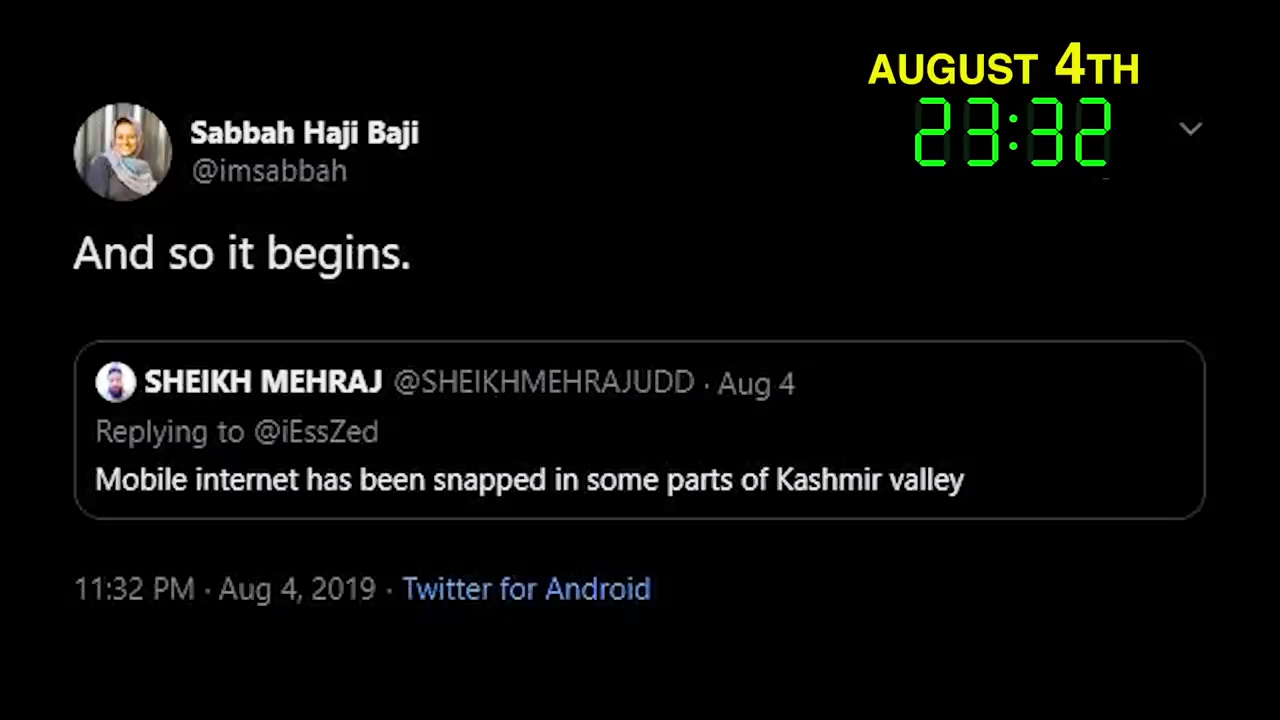 AUGUST 4TH
23:32
Sabbah Haji Baji
@imsabbah
And so it begins.
SHEIKH MEHRAJ @SHEIKHMEHRAJUDD · Aug 4
Replying to @iEssZed
Mobile internet has been snapped in some parts of Kashmir valley
11:32 PM · Aug 4, 2019 · Twitter for Android